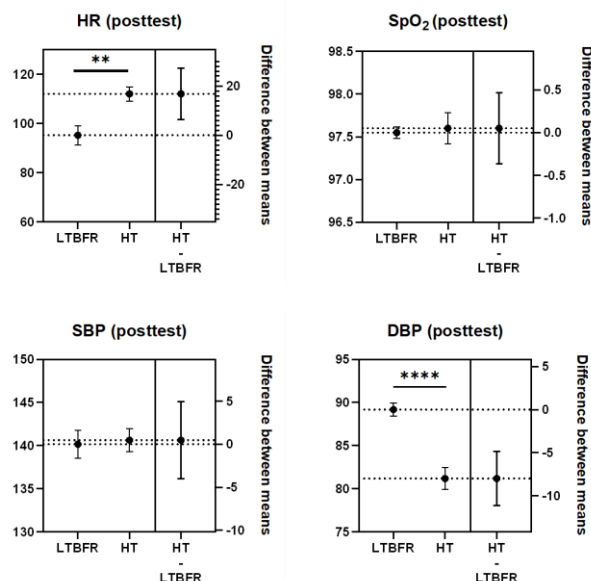 HR (posttest)
**
120
100
80
60
20
0
-20
Difference between means
LTBFR
HT
HT
-
LTBFR
SpO₂ (posttest)
98.5
98.0
97.5
97.0
96.5
0.5
0.0
-0.5
-1.0
Difference between means
LTBFR
HT
HT
-
LTBFR
SBP (posttest)
150
145
140
135
130
5
0
-5
-10
Difference between means
LTBFR
HT
HT
-
LTBFR
DBP (posttest)
****
95
90
85
80
75
5
0
-5
-10
Difference between means
LTBFR
HT
HT
-
LTBFR